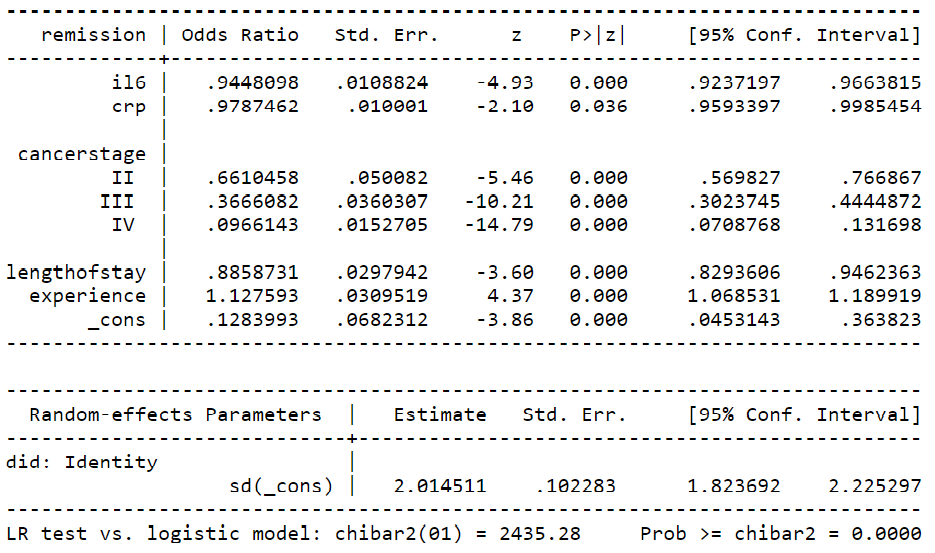 remission | Odds Ratio Std. Err. z P>|z| [95% Conf. Interval]
il6 | .9448098 .0108824 -4.93 0.000 .9237197 .9663815
crp | .9787462 .010001 -2.10 0.036 .9593397 .9985454
|
cancerstage |
II | .6610458 .050082 -5.46 0.000 .569827 .766867
III | .3666082 .0360307 -10.21 0.000 .3023745 .4444872
IV | .0966143 .0152705 -14.79 0.000 .0708768 .131698
|
lengthofstay | .8858731 .0297942 -3.60 0.000 .8293606 .9462363
experience | 1.127593 .0309519 4.37 0.000 1.068531 1.189919
_cons | .1283993 .0682312 -3.86 0.000 .0453143 .363823
Random-effects Parameters | Estimate Std. Err. [95% Conf. Interval]
did: Identity |
sd(_cons) | 2.014511 .102283 1.823692 2.225297
LR test vs. logistic model: chibar2(01) = 2435.28 Prob >= chibar2 = 0.0000